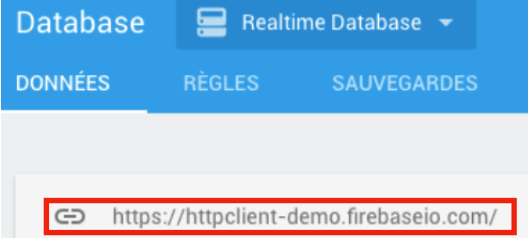 Database Realtime Database
DONNÉES RÈGLES SAUVEGARDES
https://httpclient-demo.firebaseio.com/